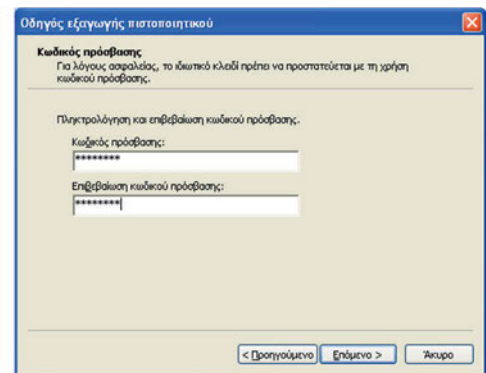 Οδηγός εξαγωγής πιστοποιητικού
Κωδικός πρόσβασης
Για λόγους ασφαλείας, το ιδιωτικό κλειδί πρέπει να προστατεύεται με τη χρήση
κωδικού πρόσβασης.
Πληκτρολόγηση και επιβεβαίωση κωδικού πρόσβασης.
Κωδικός πρόσβασης:
********
Επιβεβαίωση κωδικού πρόσβασης:
********
< Προηγούμενο Επόμενο > Άκυρο